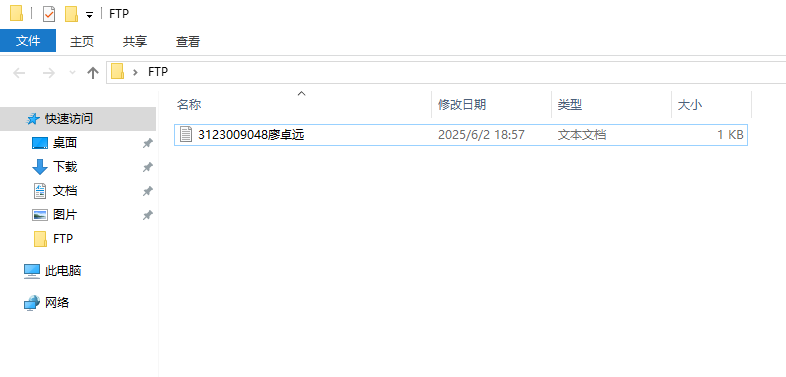 FTP
文件 主页 共享 查看
FTP
名称 修改日期 类型 大小
快速访问
3123009048廖卓远 2025/6/2 18:57 文本文档 1 KB
桌面
下载
文档
图片
FTP
此电脑
网络